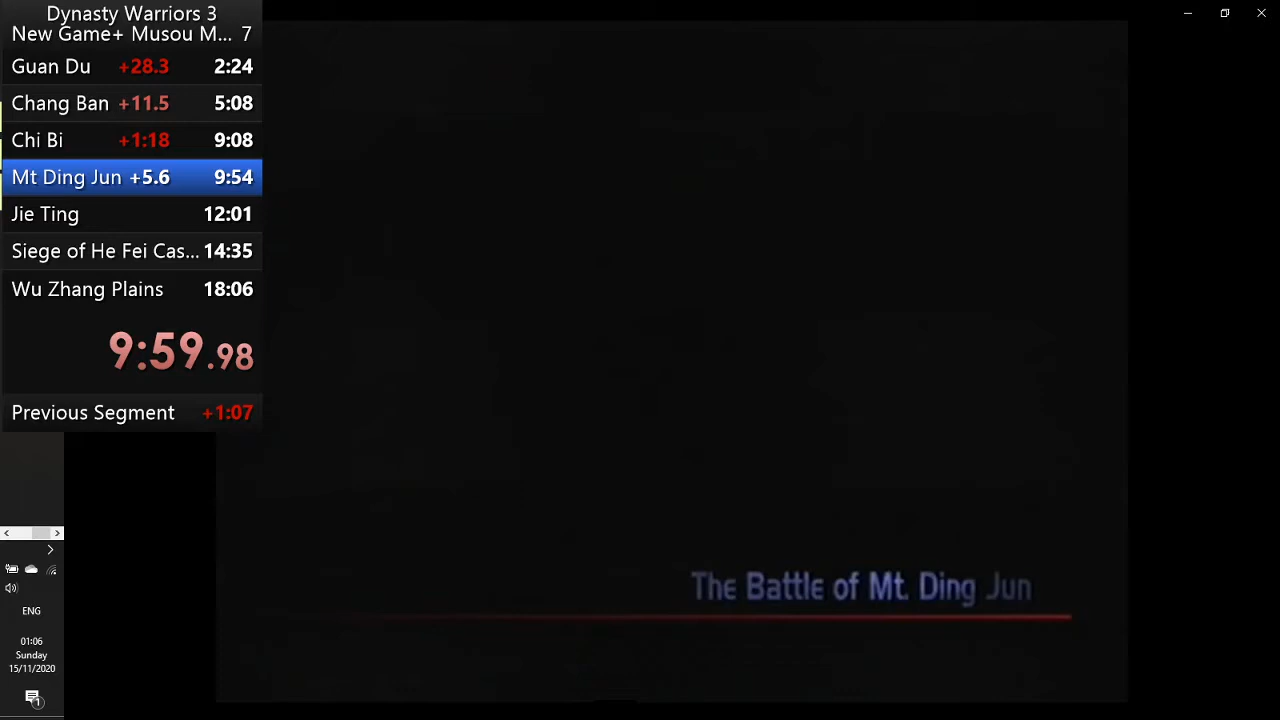 Dynasty Warriors 3
New Game+ Musou M... 7
Guan Du +28.3 2:24
Chang Ban +11.5 5:08
Chi Bi +1:18 9:08
Mt Ding Jun +5.6 9:54
Jie Ting 12:01
Siege of He Fei Cas... 14:35
Wu Zhang Plains 18:06
9:59.98
Previous Segment +1:07
The Battle of Mt. Ding Jun
ENG
01:06
Sunday
15/11/2020
1